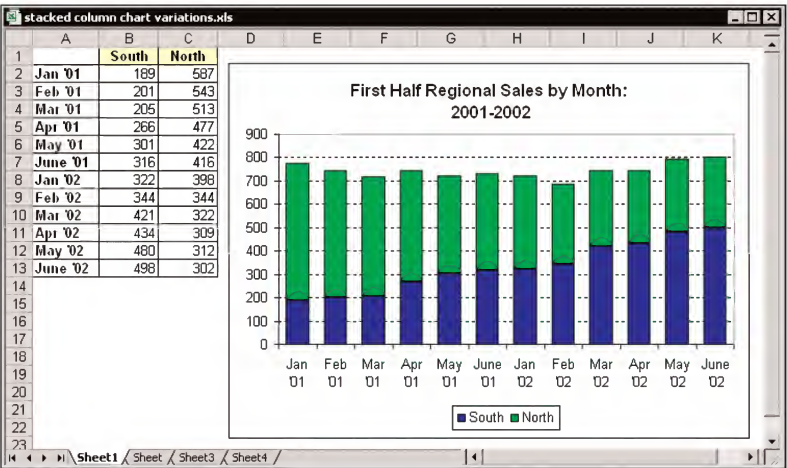 stacked column chart variations.xls
A B C D E F G H I J K
1 South North
2 Jan '01 189 587
3 Feb '01 201 543
4 Mar '01 205 513
5 Apr '01 266 477
6 May '01 301 422
7 June '01 316 416
8 Jan '02 322 398
9 Feb '02 344 344
10 Mar '02 421 322
11 Apr '02 434 309
12 May '02 480 312
13 June '02 498 302
14
15
16
17
18
19
20
21
22
23
First Half Regional Sales by Month:
2001-2002
900
800
700
600
500
400
300
200
100
0
Jan '01 Feb '01 Mar '01 Apr '01 May '01 June '01 Jan '02 Feb '02 Mar '02 Apr '02 May '02 June '02
South North
Sheet1 Sheet Sheet3 Sheet4